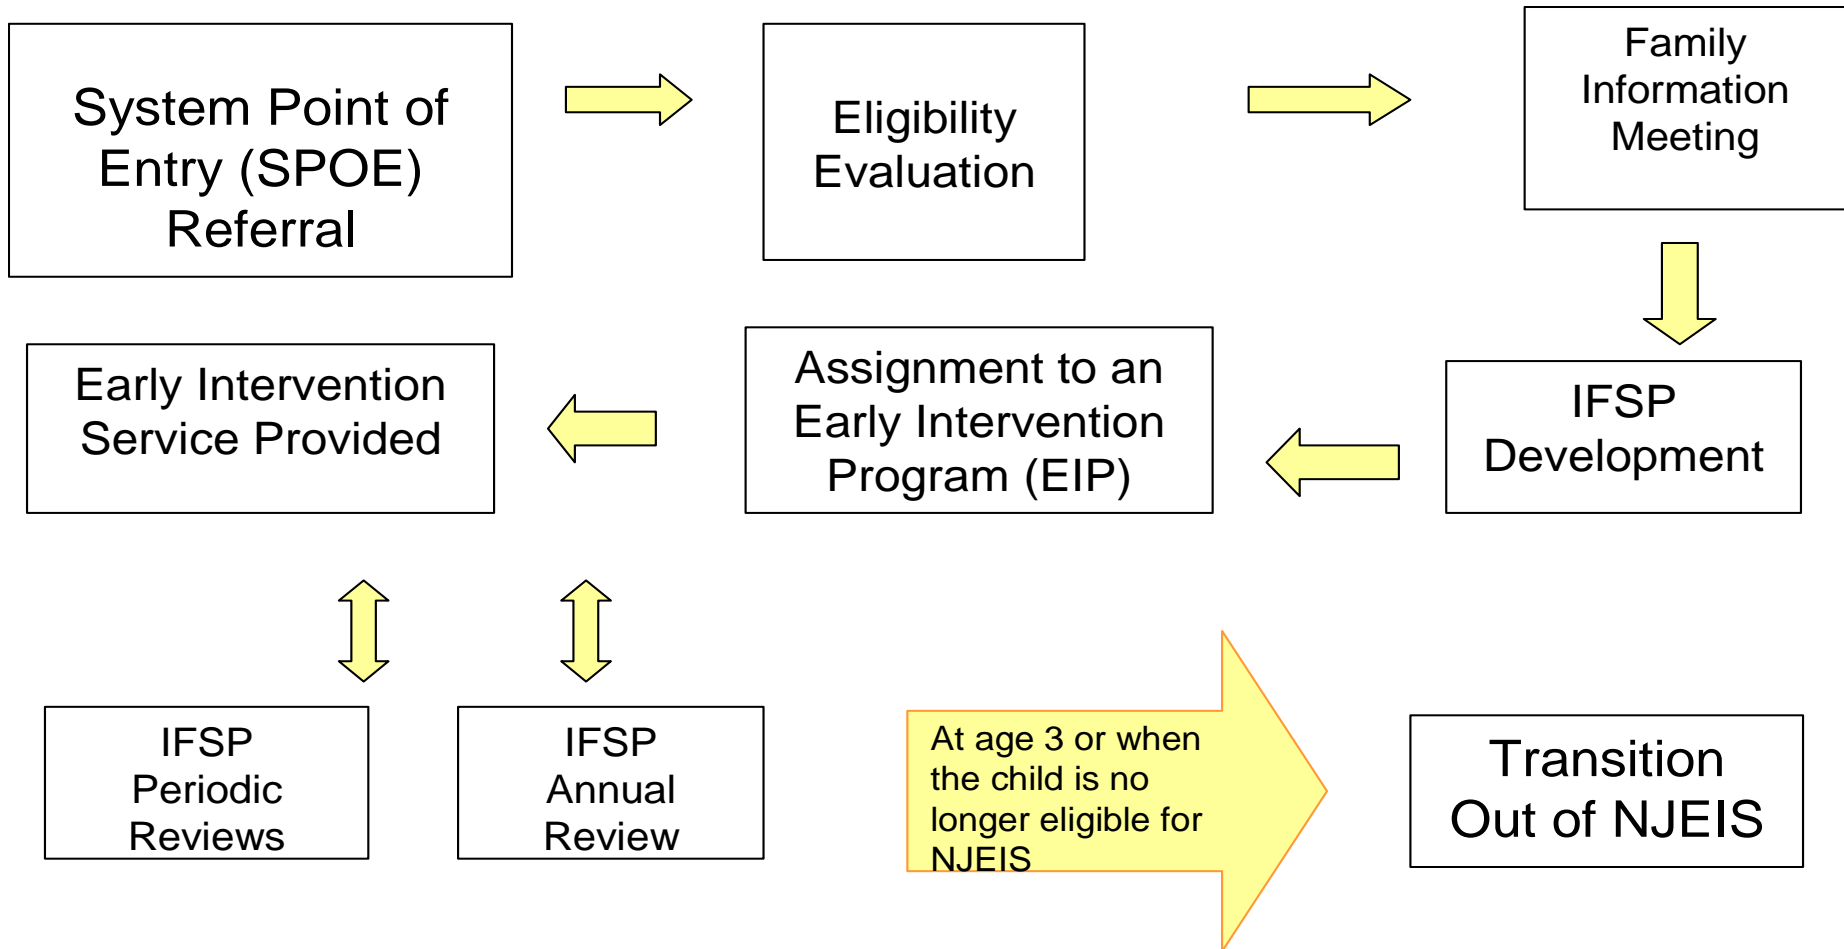 System Point of
Entry (SPOE)
Referral
Eligibility
Evaluation
Family
Information
Meeting
Early Intervention
Service Provided
Assignment to an
Early Intervention
Program (EIP)
IFSP
Development
IFSP
Periodic
Reviews
IFSP
Annual
Review
At age 3 or when
the child is no
longer eligible for
NJEIS
Transition
Out of NJEIS